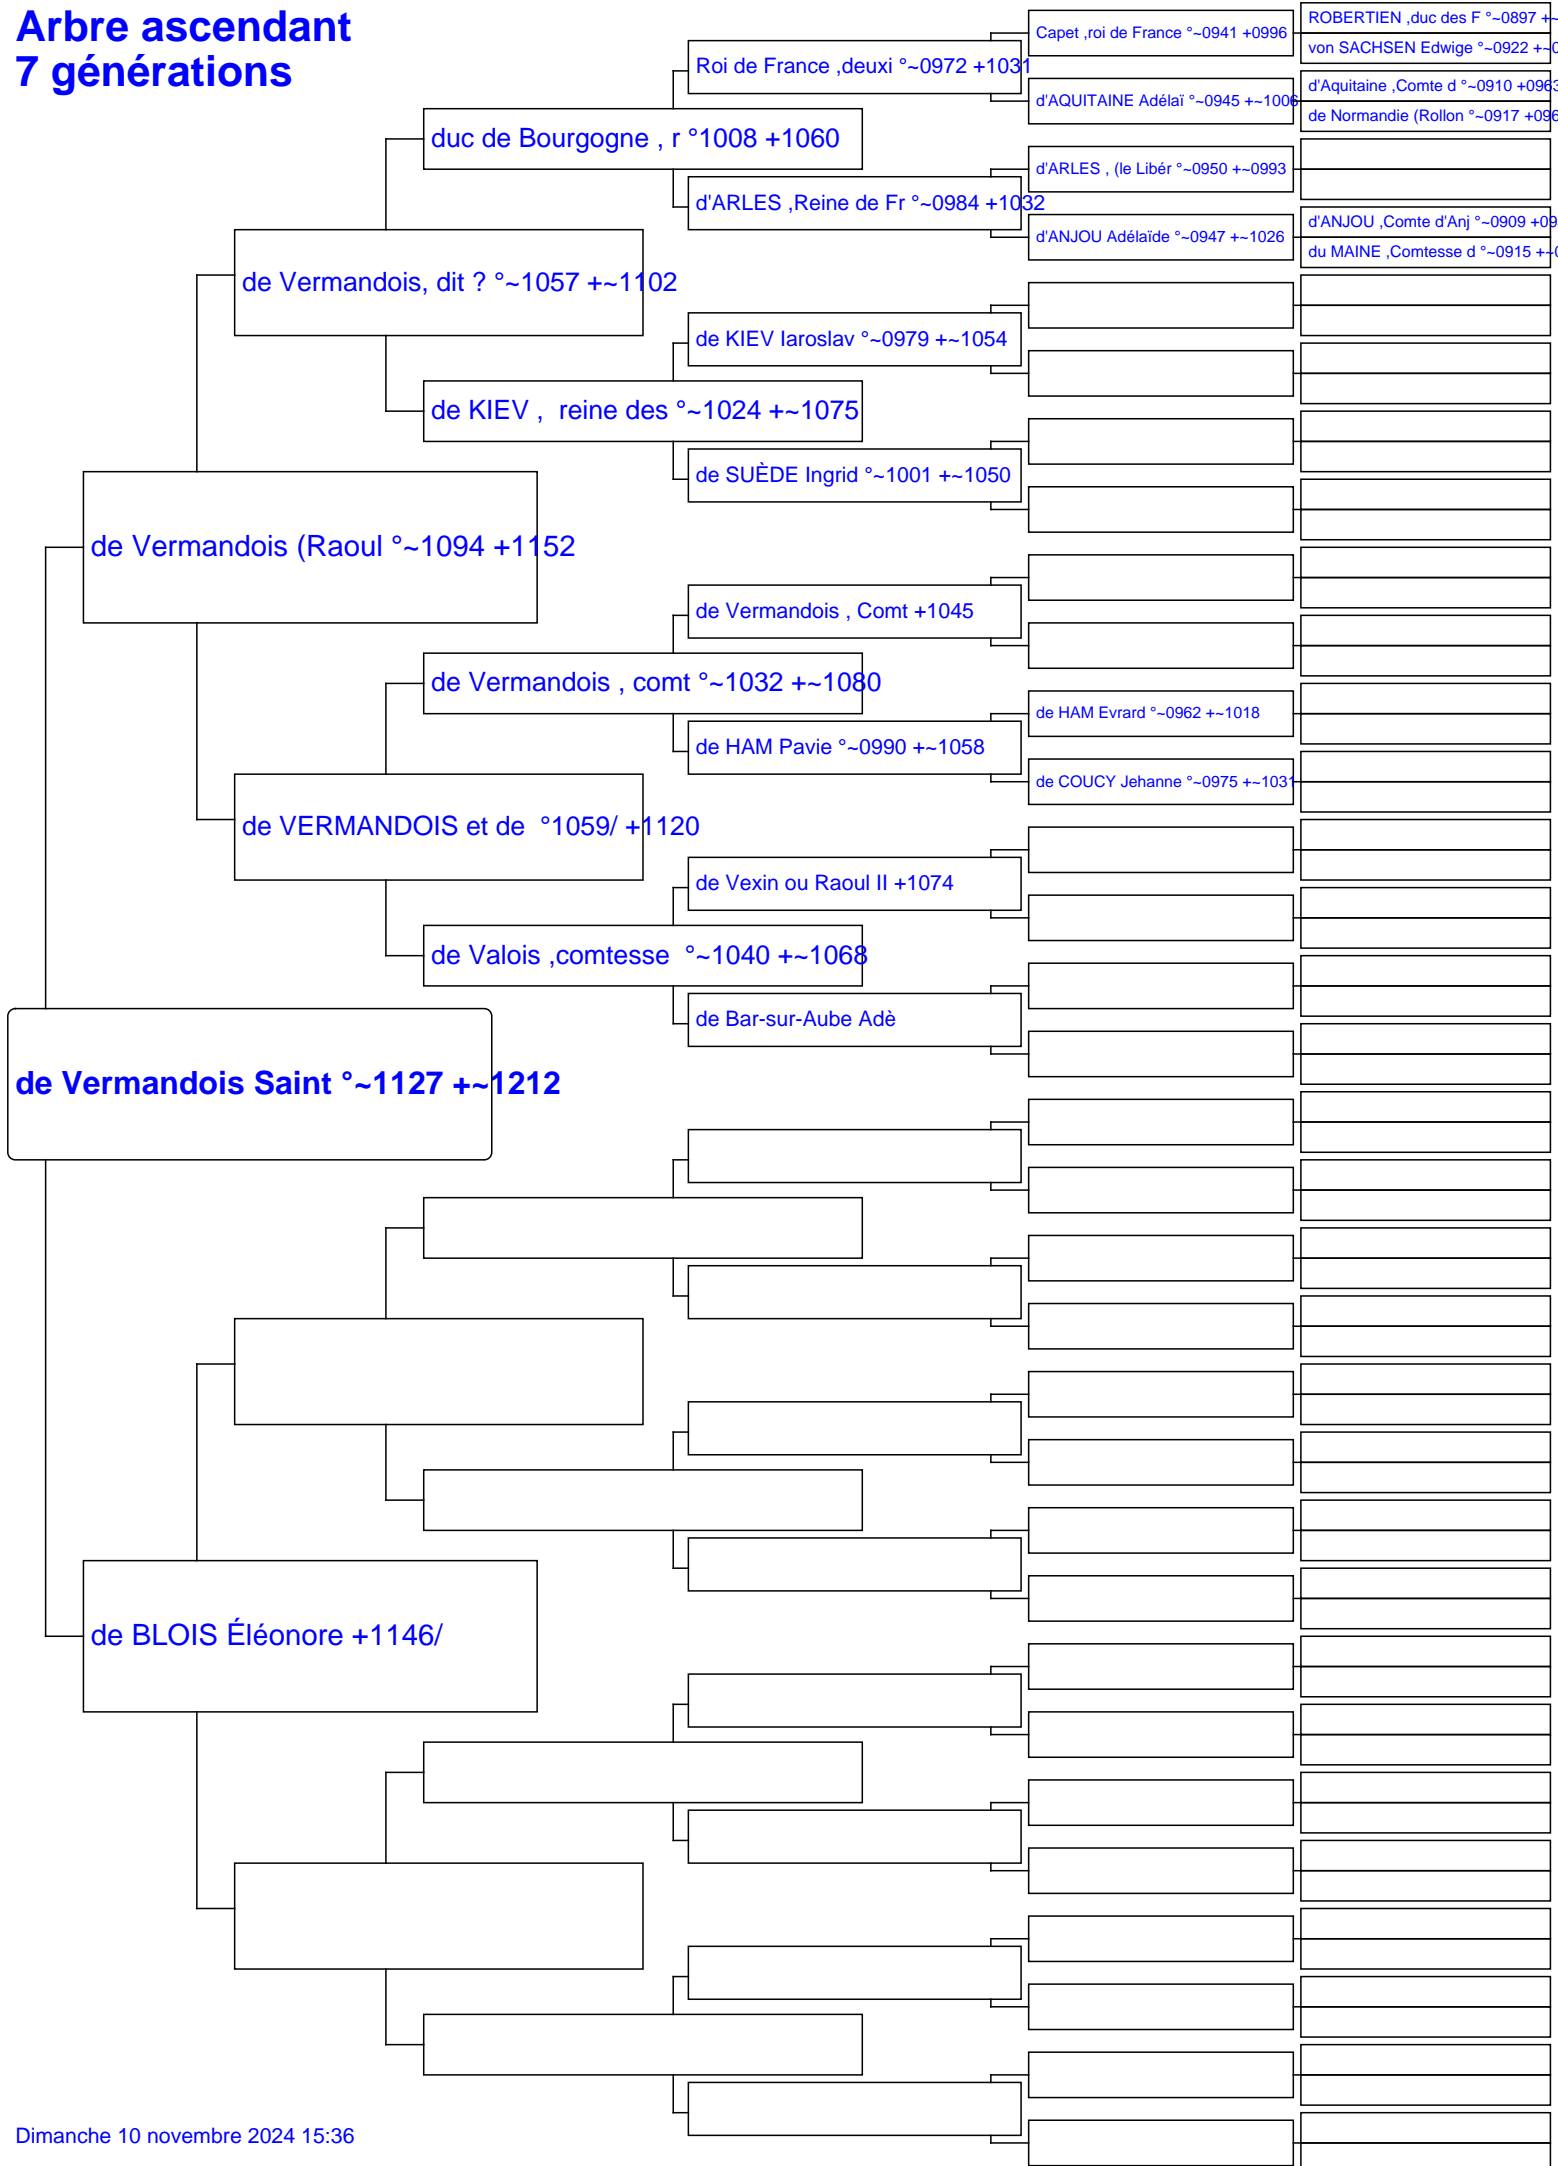 Arbre ascendant
7 générations
Capet ,roi de France °~0941 +0996
ROBERTIEN ,duc des F °~0897 +~
von SACHSEN Edwige °~0922 +~0
Roi de France ,deuxi °~0972 +1031
d'AQUITAINE Adélaï °~0945 +~1006
d'Aquitaine ,Comte d °~0910 +0963
de Normandie (Rollon °~0917 +096
duc de Bourgogne , r °1008 +1060
d'ARLES , (le Libér °~0950 +~0993
d'ARLES ,Reine de Fr °~0984 +1032
d'ANJOU Adélaïde °~0947 +~1026
d'ANJOU ,Comte d'Anj °~0909 +09
du MAINE ,Comtesse d °~0915 +~0
de Vermandois, dit ? °~1057 +~1102
de KIEV Iaroslav °~0979 +~1054
de KIEV ,  reine des °~1024 +~1075
de SUÈDE Ingrid °~1001 +~1050
de Vermandois (Raoul °~1094 +1152
de Vermandois , Comt +1045
de Vermandois , comt °~1032 +~1080
de HAM Evrard °~0962 +~1018
de HAM Pavie °~0990 +~1058
de COUCY Jehanne °~0975 +~1031
de VERMANDOIS et de  °1059/ +1120
de Vexin ou Raoul II +1074
de Valois ,comtesse  °~1040 +~1068
de Bar-sur-Aube Adè
de Vermandois Saint °~1127 +~1212
de BLOIS Éléonore +1146/
Dimanche 10 novembre 2024 15:36